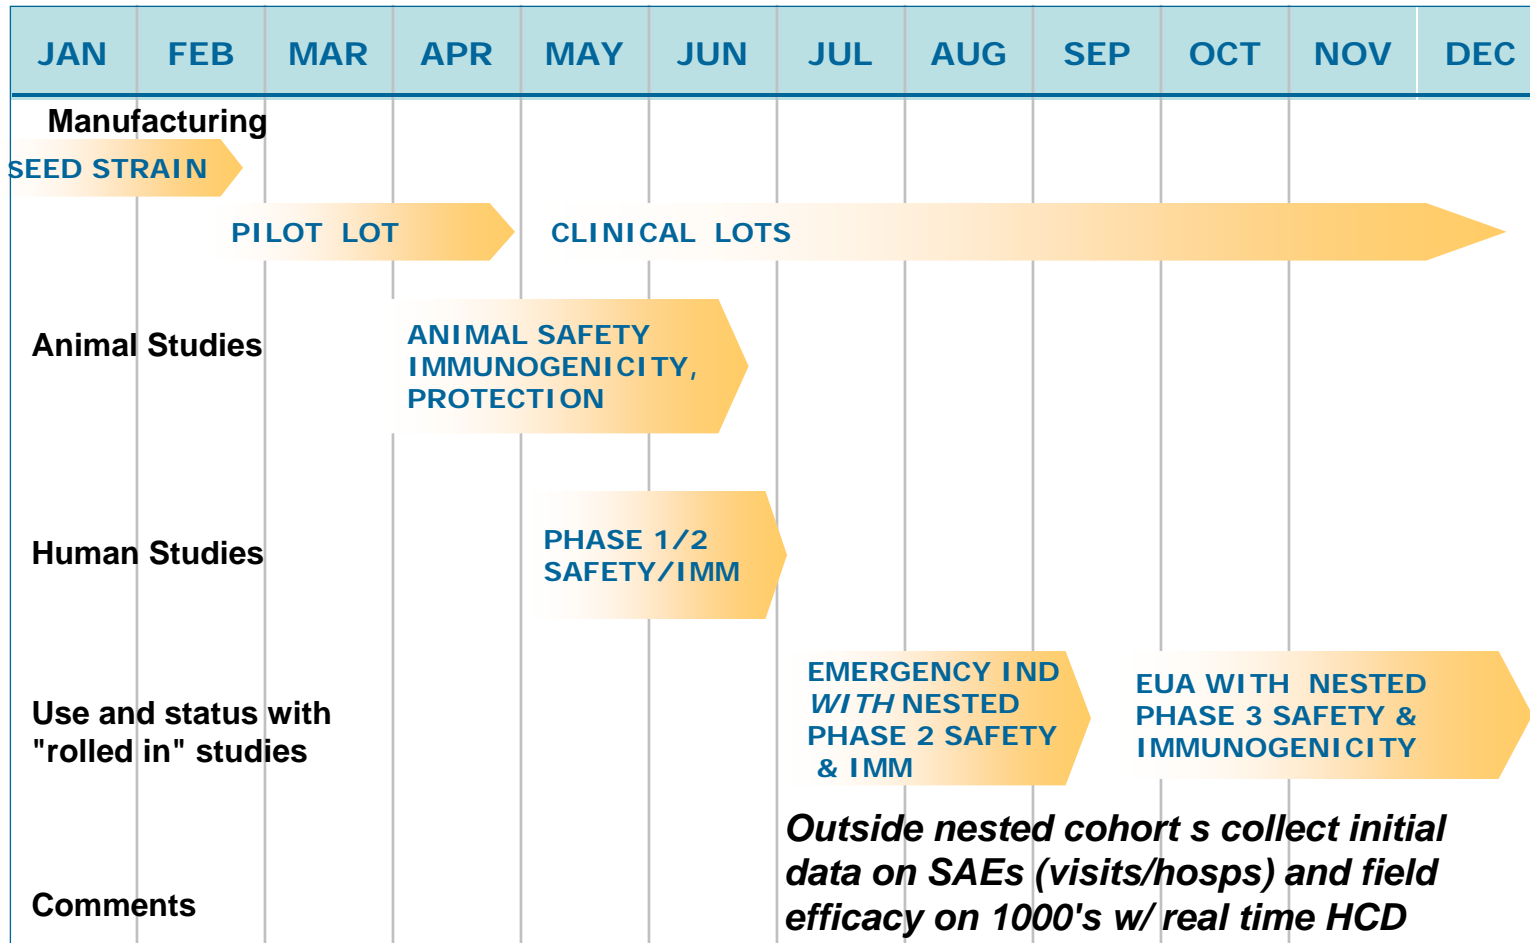 JAN FEB MAR APR MAY JUN JUL AUG SEP OCT NOV DEC
Manufacturing
SEED STRAIN
PILOT LOT
CLINICAL LOTS
Animal Studies
ANIMAL SAFETY
IMMUNOGENICITY,
PROTECTION
Human Studies
PHASE 1/2
SAFETY/IMM
Use and status with
"rolled in" studies
EMERGENCY IND
WITH NESTED
PHASE 2 SAFETY
& IMM
EUA WITH NESTED
PHASE 3 SAFETY &
IMMUNOGENICITY
Comments
Outside nested cohort s collect initial
data on SAEs (visits/hosps) and field
efficacy on 1000's w/ real time HCD